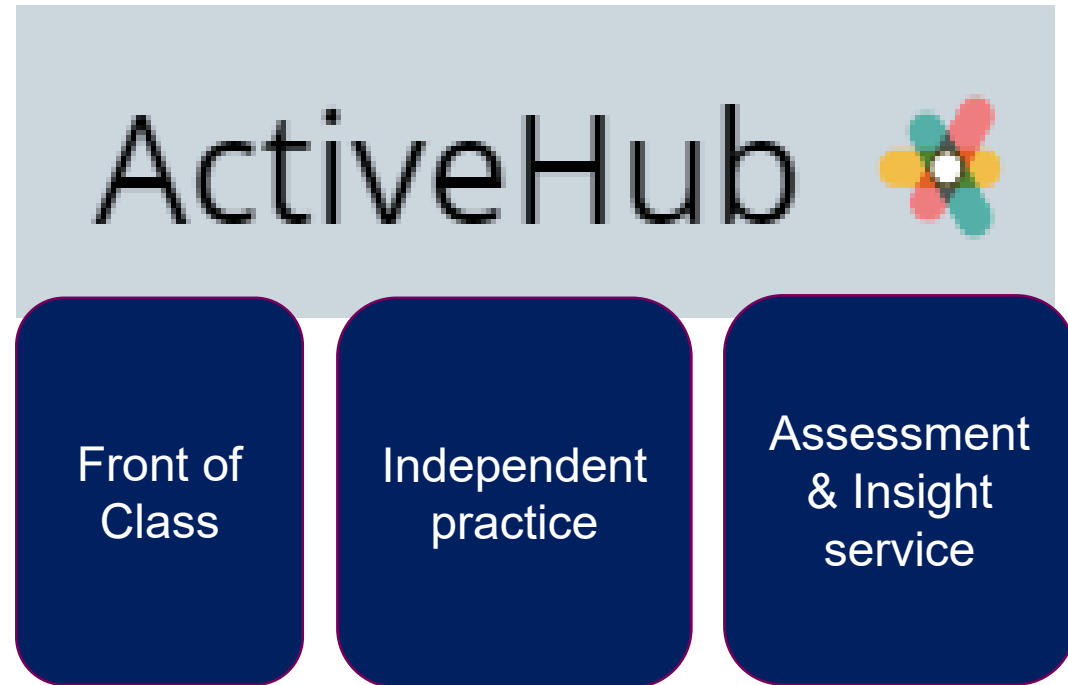 ActiveHub
Front of
Class
Independent
practice
Assessment
& Insight
service